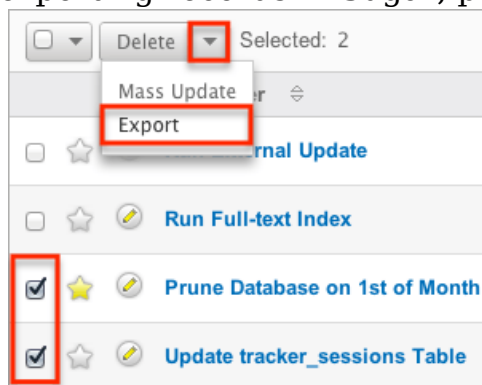 Delete Selected: 2
Mass Update
Export
Run Full-text Index
Prune Database on 1st of Month
Update tracker_sessions Table